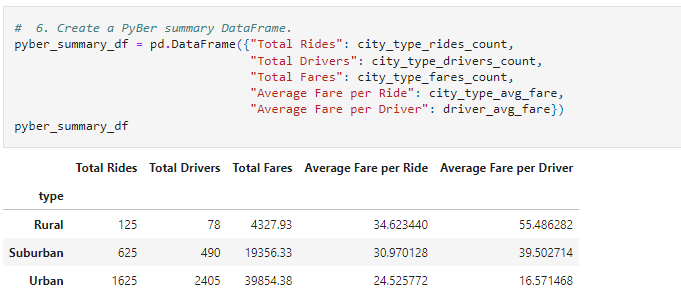 #  6. Create a PyBer summary DataFrame.
pyber_summary_df = pd.DataFrame({"Total Rides": city_type_rides_count,
"Total Drivers": city_type_drivers_count,
"Total Fares": city_type_fares_count,
"Average Fare per Ride": city_type_avg_fare,
"Average Fare per Driver": driver_avg_fare})
pyber_summary_df
Total Rides Total Drivers Total Fares Average Fare per Ride Average Fare per Driver
type
Rural 125 78 4327.93 34.623440 55.486282
Suburban 625 490 19356.33 30.970128 39.502714
Urban 1625 2405 39854.38 24.525772 16.571468